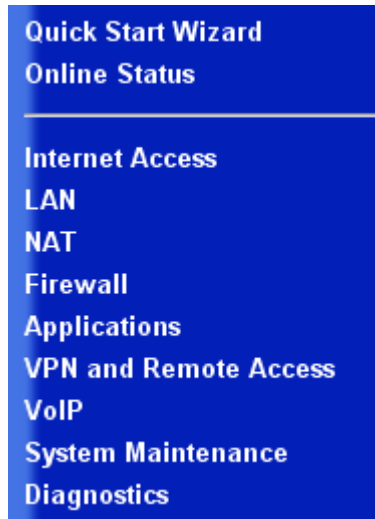 Quick Start Wizard
Online Status
Internet Access
LAN
NAT
Firewall
Applications
VPN and Remote Access
VoIP
System Maintenance
Diagnostics